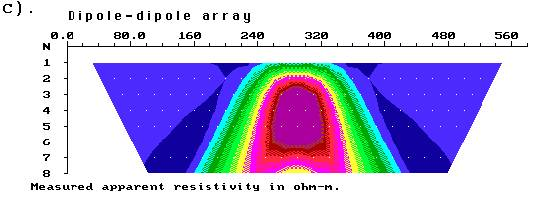 c).
Dipole-dipole array
0.0 80.0 160 240 320 400 480 560
N
1
2
3
4
5
6
7
8
Measured apparent resistivity in ohm-m.